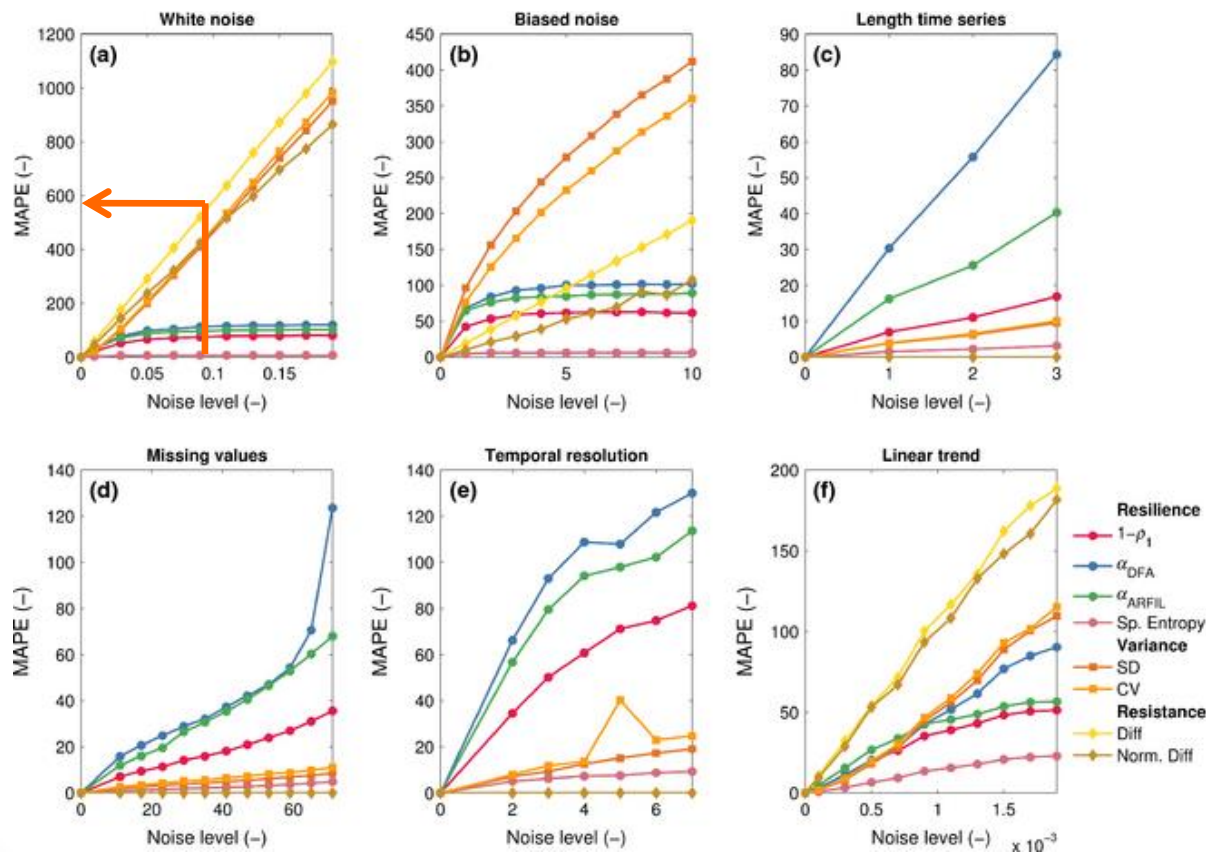 White noise
(a)
1200
1000
800
600
400
200
0
0 0.05 0.1 0.15
MAPE (−)
Noise level (−)
Biased noise
(b)
450
400
350
300
250
200
150
100
50
0
0 5 10
MAPE (−)
Noise level (−)
Length time series
(c)
90
80
70
60
50
40
30
20
10
0
0 1 2 3
MAPE (−)
Noise level (−)
Missing values
(d)
140
120
100
80
60
40
20
0
0 20 40 60
MAPE (−)
Noise level (−)
Temporal resolution
(e)
140
120
100
80
60
40
20
0
0 2 4 6
MAPE (−)
Noise level (−)
Linear trend
(f)
200
150
100
50
0
0 0.5 1 1.5
MAPE (−)
Noise level (−)
x 10⁻³
Resilience
1−ρ₁
α_DFA
α_ARFIL
Sp. Entropy
Variance
SD
CV
Resistance
Diff
Norm. Diff